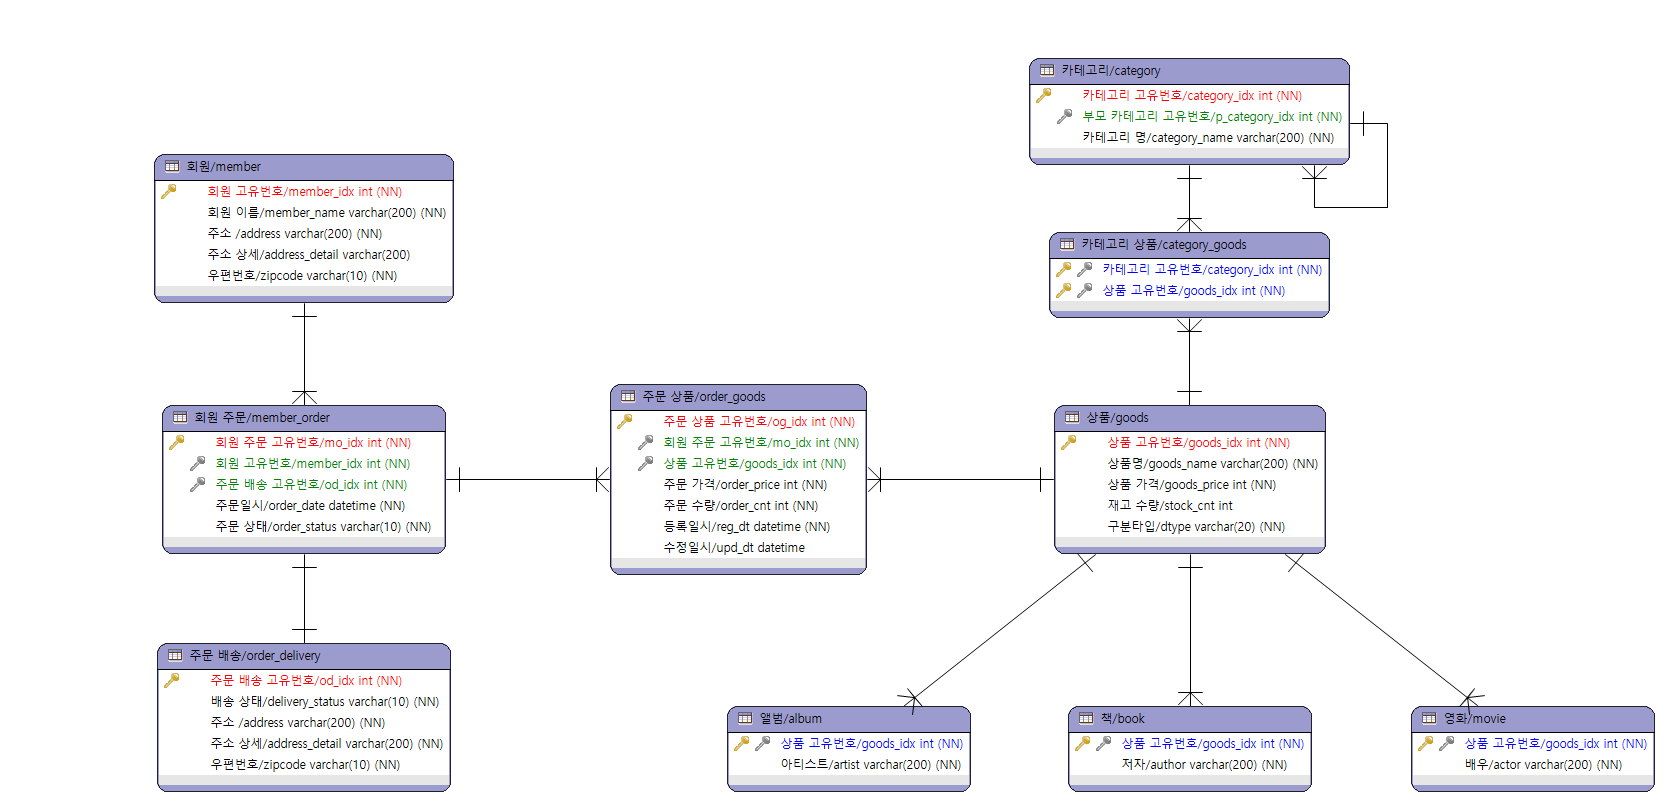 카테고리/category
카테고리 고유번호/category_idx int (NN)
부모 카테고리 고유번호/p_category_idx int (NN)
카테고리 명/category_name varchar(200) (NN)
회원/member
회원 고유번호/member_idx int (NN)
회원 이름/member_name varchar(200) (NN)
주소 /address varchar(200) (NN)
주소 상세/address_detail varchar(200)
우편번호/zipcode varchar(10) (NN)
카테고리 상품/category_goods
카테고리 고유번호/category_idx int (NN)
상품 고유번호/goods_idx int (NN)
회원 주문/member_order
회원 주문 고유번호/mo_idx int (NN)
회원 고유번호/member_idx int (NN)
주문 배송 고유번호/od_idx int (NN)
주문일시/order_date datetime (NN)
주문 상태/order_status varchar(10) (NN)
주문 상품/order_goods
주문 상품 고유번호/og_idx int (NN)
회원 주문 고유번호/mo_idx int (NN)
상품 고유번호/goods_idx int (NN)
주문 가격/order_price int (NN)
주문 수량/order_cnt int (NN)
등록일시/reg_dt datetime (NN)
수정일시/upd_dt datetime
상품/goods
상품 고유번호/goods_idx int (NN)
상품명/goods_name varchar(200) (NN)
상품 가격/goods_price int (NN)
재고 수량/stock_cnt int
구분타입/dtype varchar(20) (NN)
주문 배송/order_delivery
주문 배송 고유번호/od_idx int (NN)
배송 상태/delivery_status varchar(10) (NN)
주소 /address varchar(200) (NN)
주소 상세/address_detail varchar(200) (NN)
우편번호/zipcode varchar(10) (NN)
앨범/album
상품 고유번호/goods_idx int (NN)
아티스트/artist varchar(200) (NN)
책/book
상품 고유번호/goods_idx int (NN)
저자/author varchar(200) (NN)
영화/movie
상품 고유번호/goods_idx int (NN)
배우/actor varchar(200) (NN)